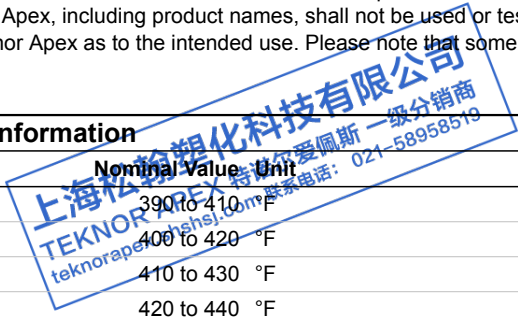 Apex, including product names, shall not be used or tes
nor Apex as to the intended use. Please note that some
nformation
Nominal Value Unit
390 to 410 °F
400 to 420 °F
410 to 430 °F
420 to 440 °F
上海松翰塑化科技有限公司
TEKNOR APEX 特诺尔爱佩斯 一级分销商
teknorapex.shshsj.com 联系电话: 021-58958519